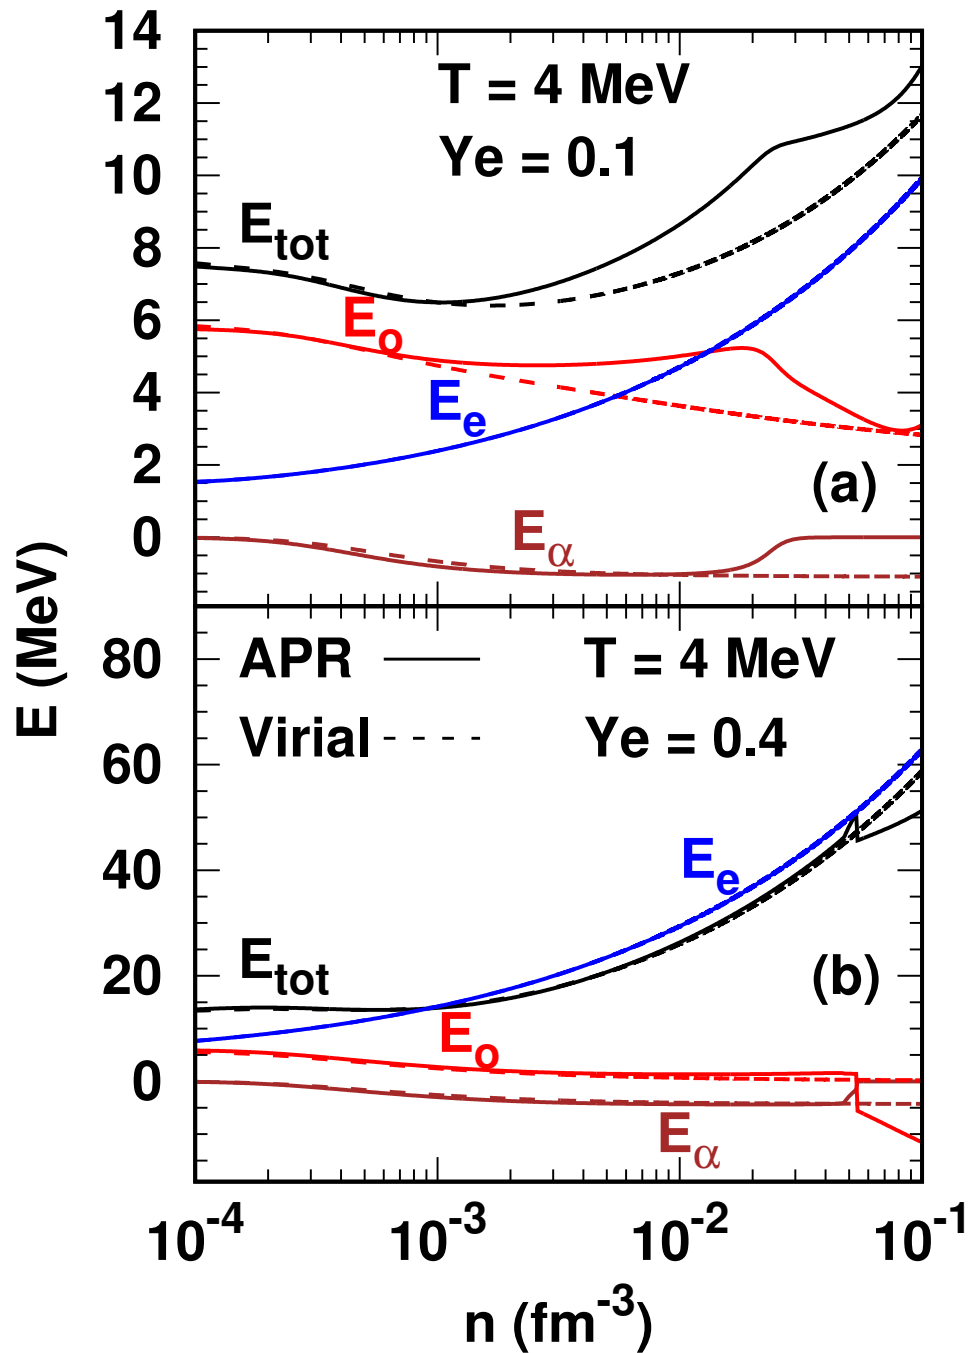 14
12
10
8
6
4
2
0
T = 4 MeV
Ye = 0.1
E_tot
E_o
E_e
E_α
(a)
E (MeV)
80
60
40
20
0
APR
Virial
T = 4 MeV
Ye = 0.4
E_e
E_tot
E_o
E_α
(b)
10^-4 10^-3 10^-2 10^-1
n (fm^-3)